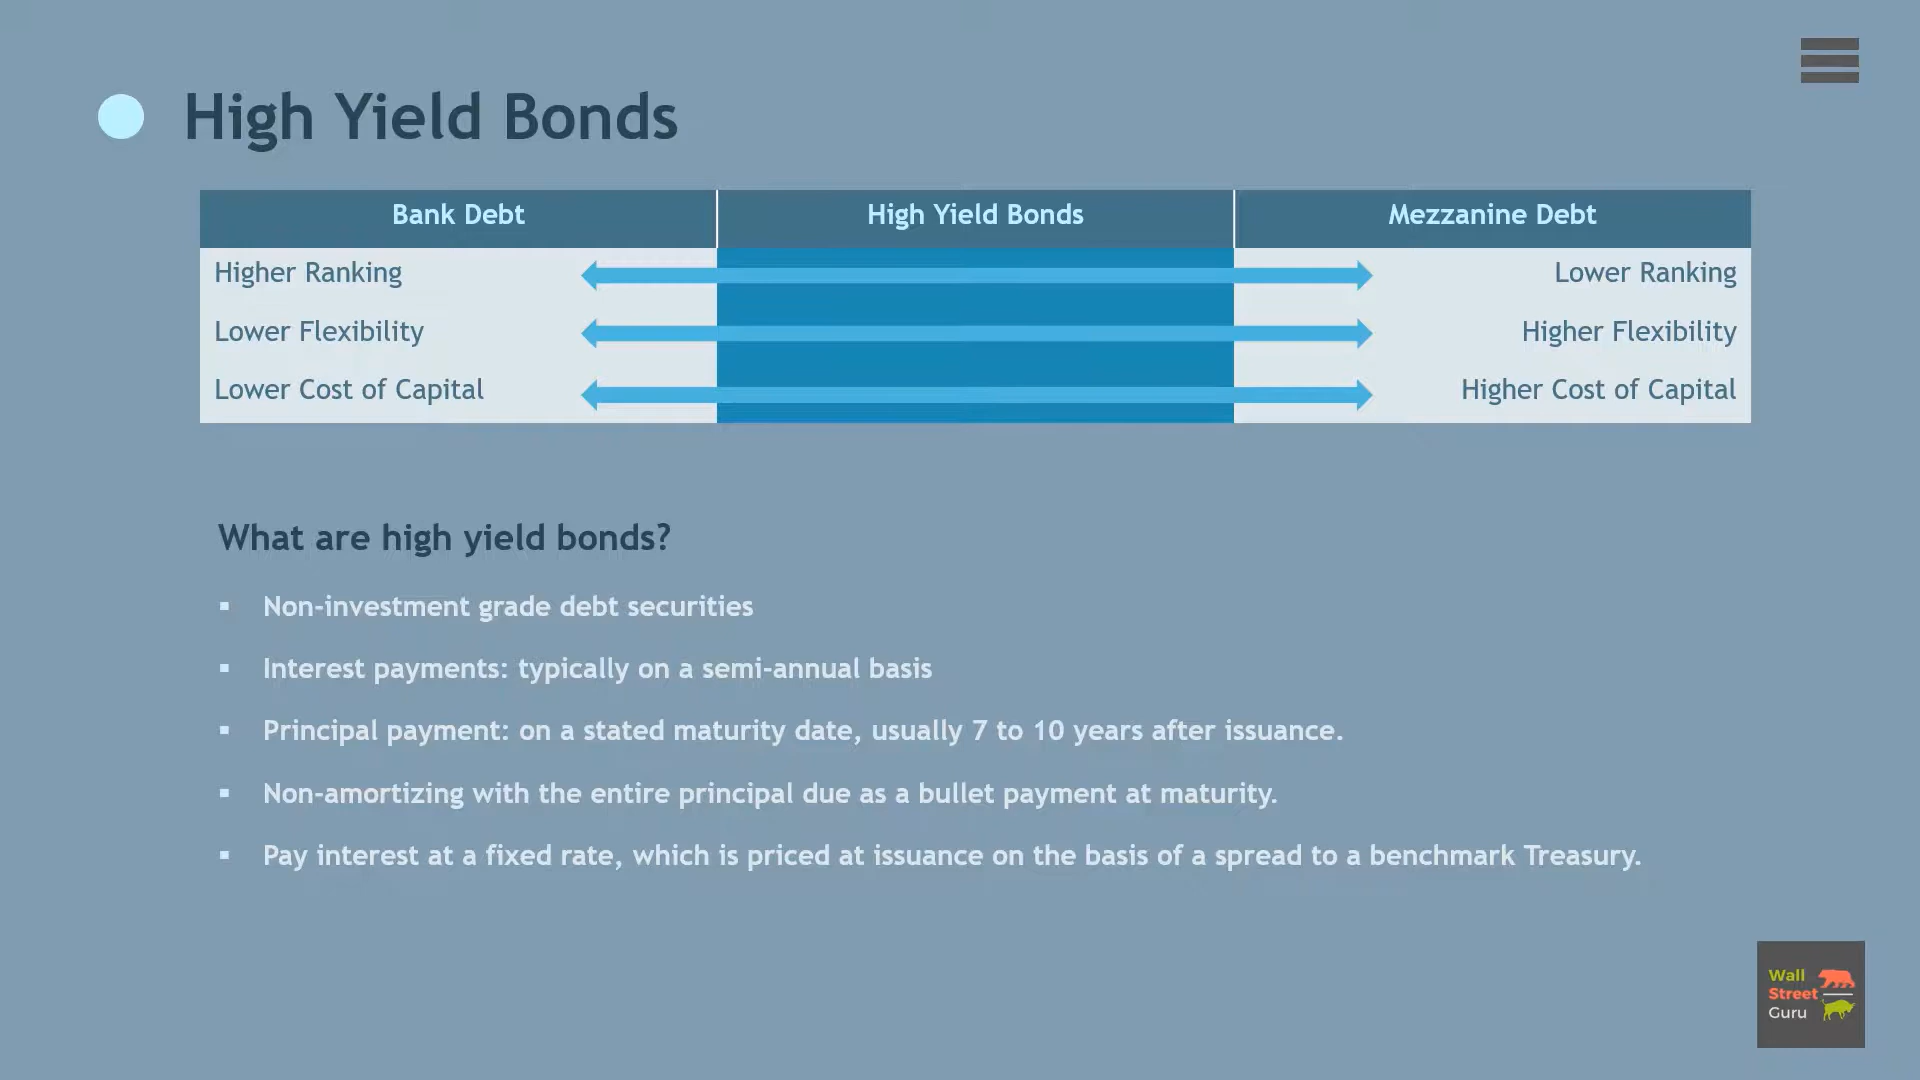 High Yield Bonds
Bank Debt High Yield Bonds Mezzanine Debt
Higher Ranking Lower Ranking
Lower Flexibility Higher Flexibility
Lower Cost of Capital Higher Cost of Capital
What are high yield bonds?
▪ Non-investment grade debt securities
▪ Interest payments: typically on a semi-annual basis
▪ Principal payment: on a stated maturity date, usually 7 to 10 years after issuance.
▪ Non-amortizing with the entire principal due as a bullet payment at maturity.
▪ Pay interest at a fixed rate, which is priced at issuance on the basis of a spread to a benchmark Treasury.
Wall
Street
Guru